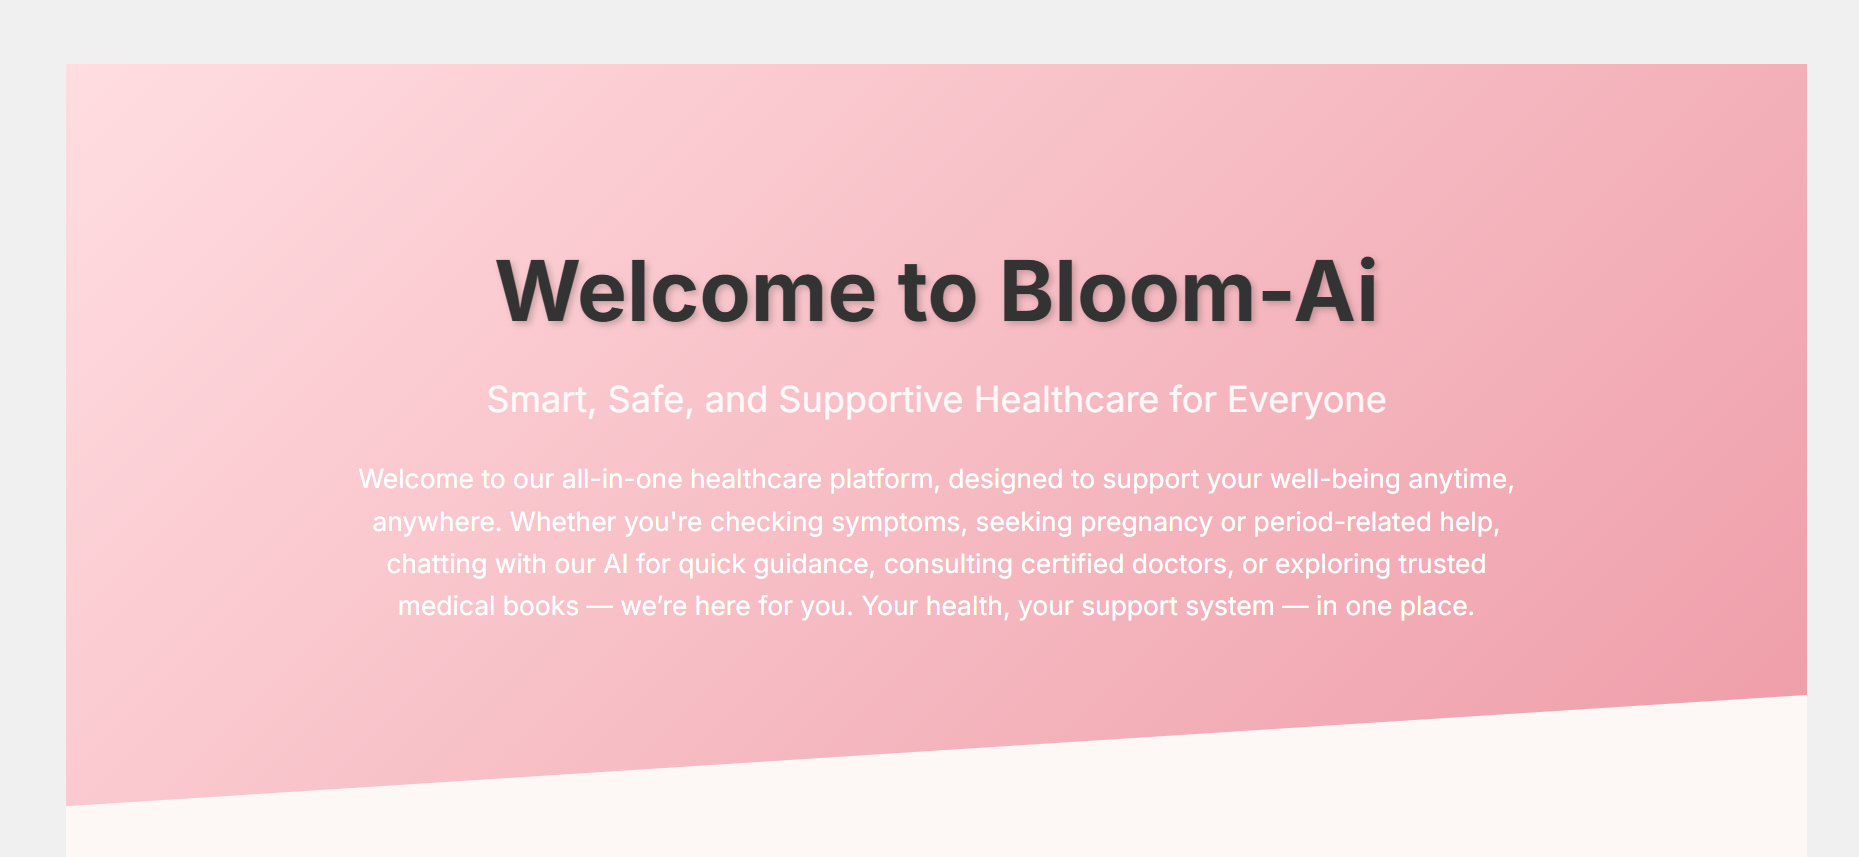 Welcome to Bloom-Ai
Smart, Safe, and Supportive Healthcare for Everyone
Welcome to our all-in-one healthcare platform, designed to support your well-being anytime,
anywhere. Whether you're checking symptoms, seeking pregnancy or period-related help,
chatting with our AI for quick guidance, consulting certified doctors, or exploring trusted
medical books — we’re here for you. Your health, your support system — in one place.